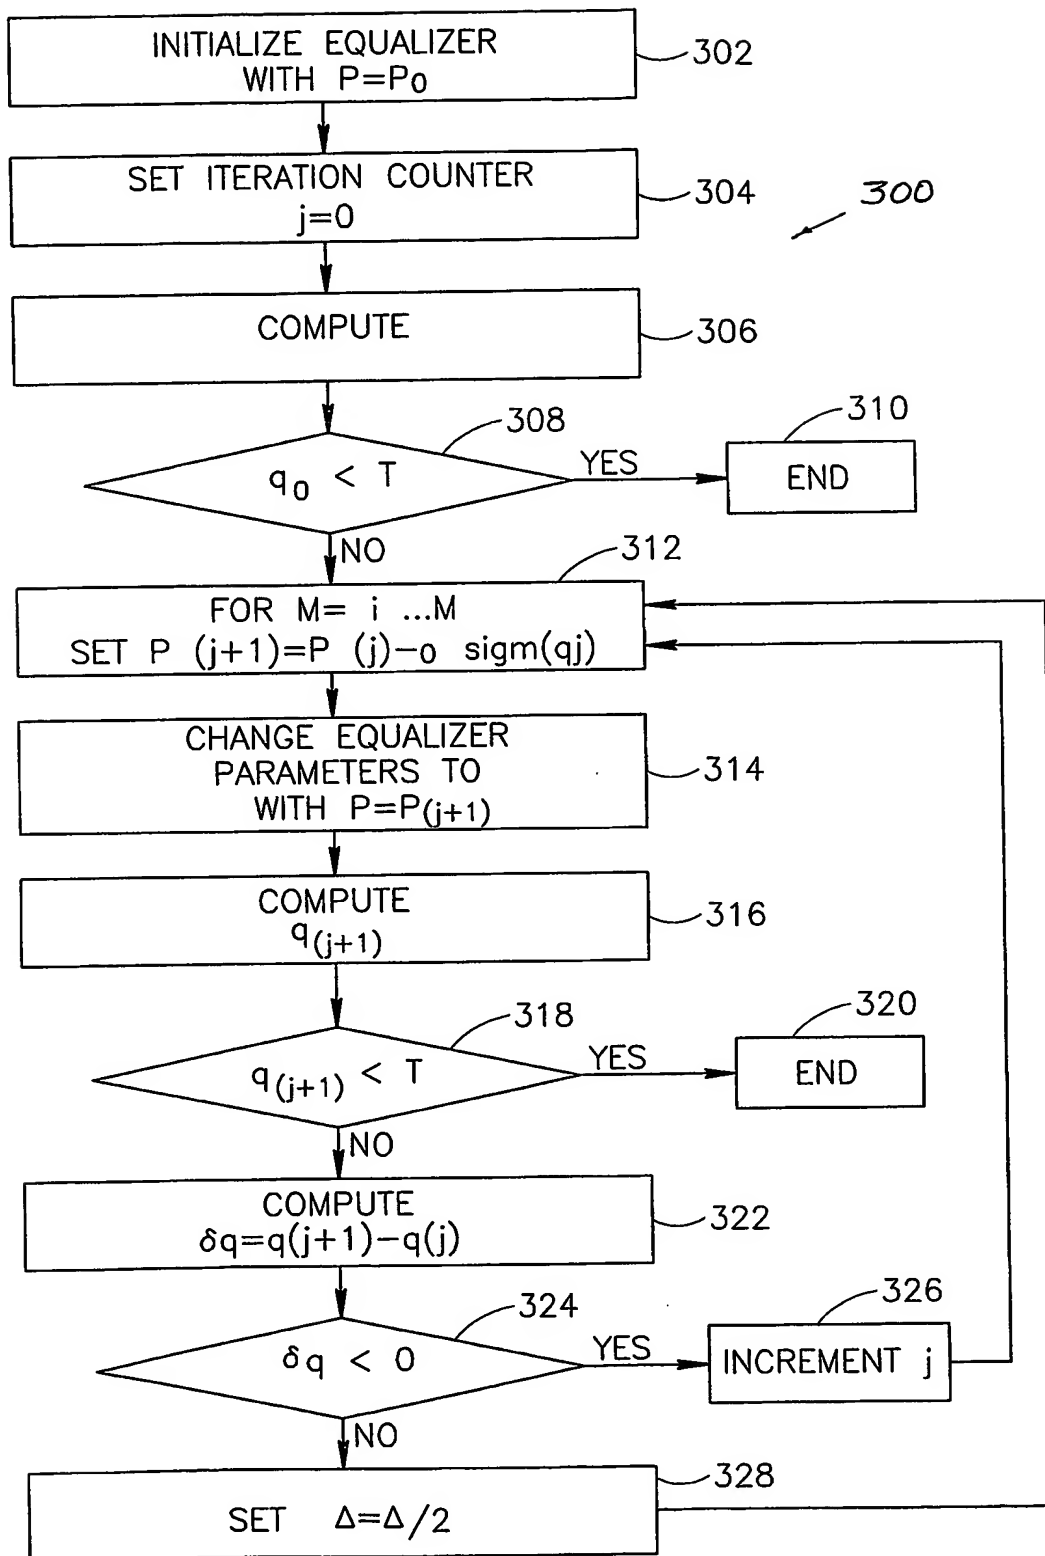 INITIALIZE EQUALIZER
WITH P=P0
302
SET ITERATION COUNTER
j=0
304
300
COMPUTE
306
308
q0 < T
YES
310
END
NO
312
FOR M= i ...M
SET P (j+1)=P (j)-o sigm(qj)
CHANGE EQUALIZER
PARAMETERS TO
WITH P=P(j+1)
314
COMPUTE
q(j+1)
316
318
q(j+1) < T
YES
320
END
NO
COMPUTE
δq=q(j+1)-q(j)
322
324
δq < 0
YES
326
INCREMENT j
NO
328
SET Δ=Δ/2